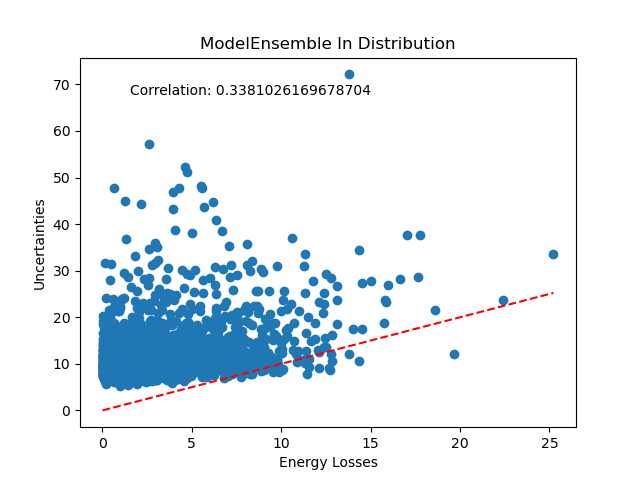 ModelEnsemble In Distribution
Correlation: 0.3381026169678704
Uncertainties
70
60
50
40
30
20
10
0
0 5 10 15 20 25
Energy Losses